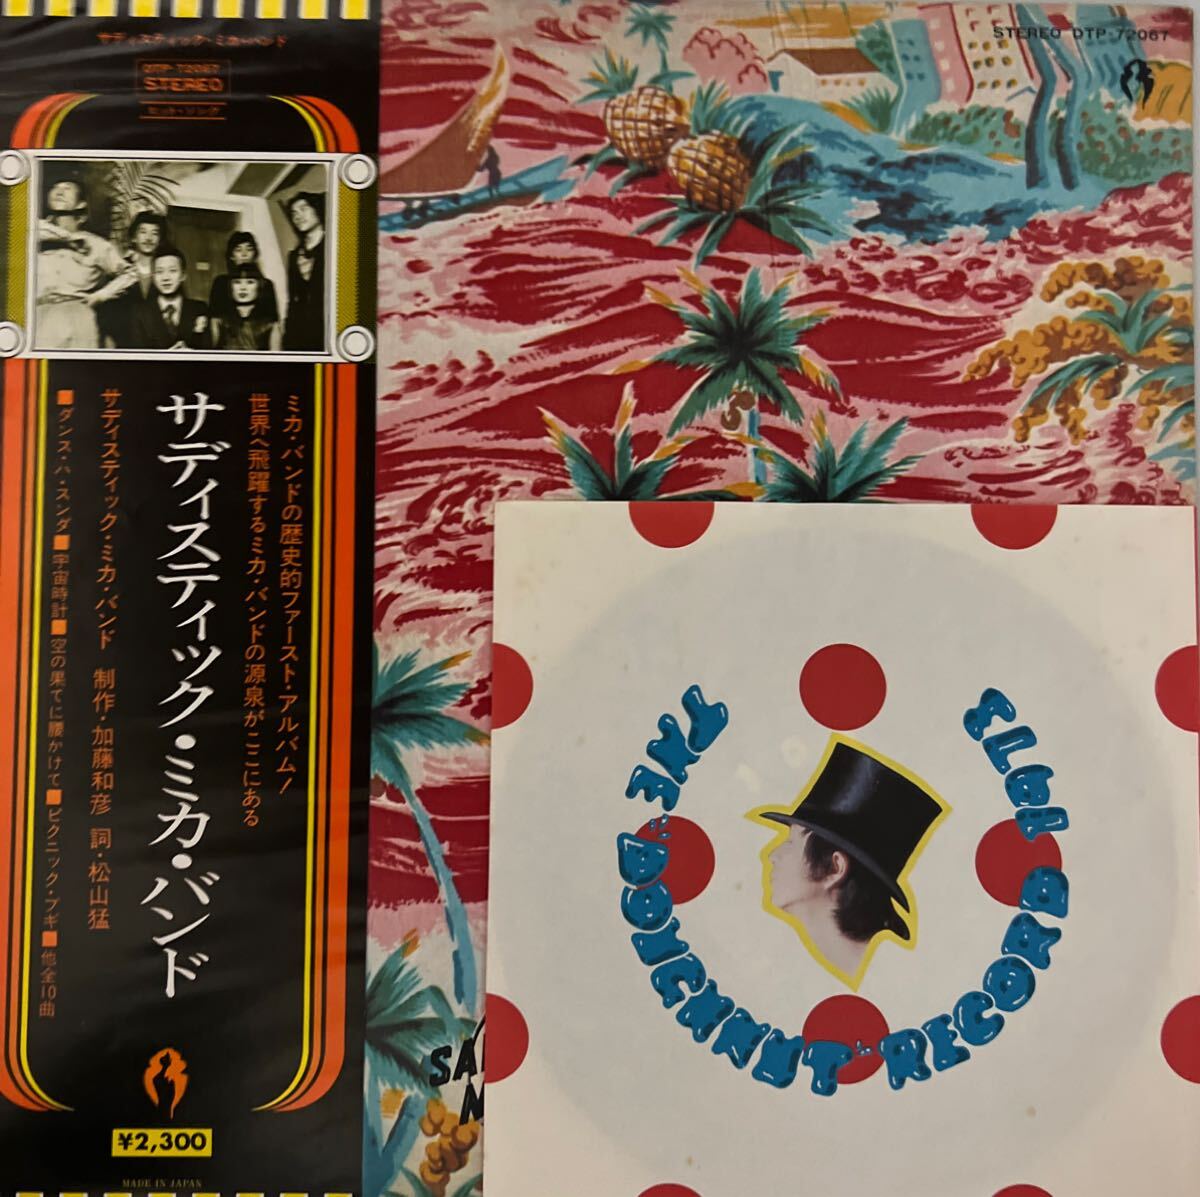 サディスティック・ミカ・バンド
DTP-72067
STEREO
ミカ・バンドの歴史的ファースト・アルバム!
世界へ飛躍するミカ・バンドの源泉がここにある
サディスティック・ミカ・バンド
サディスティック・ミカ・バンド 制作・加藤和彦 詞・松山猛
■ダンス・ハ・スンダ■宇宙時計■空の果てに腰かけて■ピクニック・ブギ■他全10曲
¥2,300
MADE IN JAPAN
STEREO DTP-72067
SA
M
THE "DOUGHNUT" RECORD